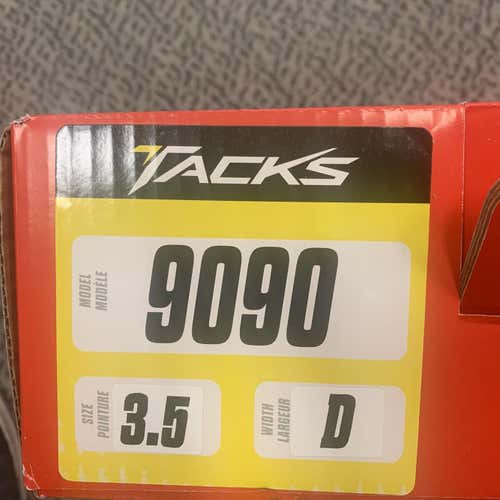 TACKS
MODEL
MODÈLE
9090
SIZE
POINTURE
3.5
WIDTH
LARGEUR
D